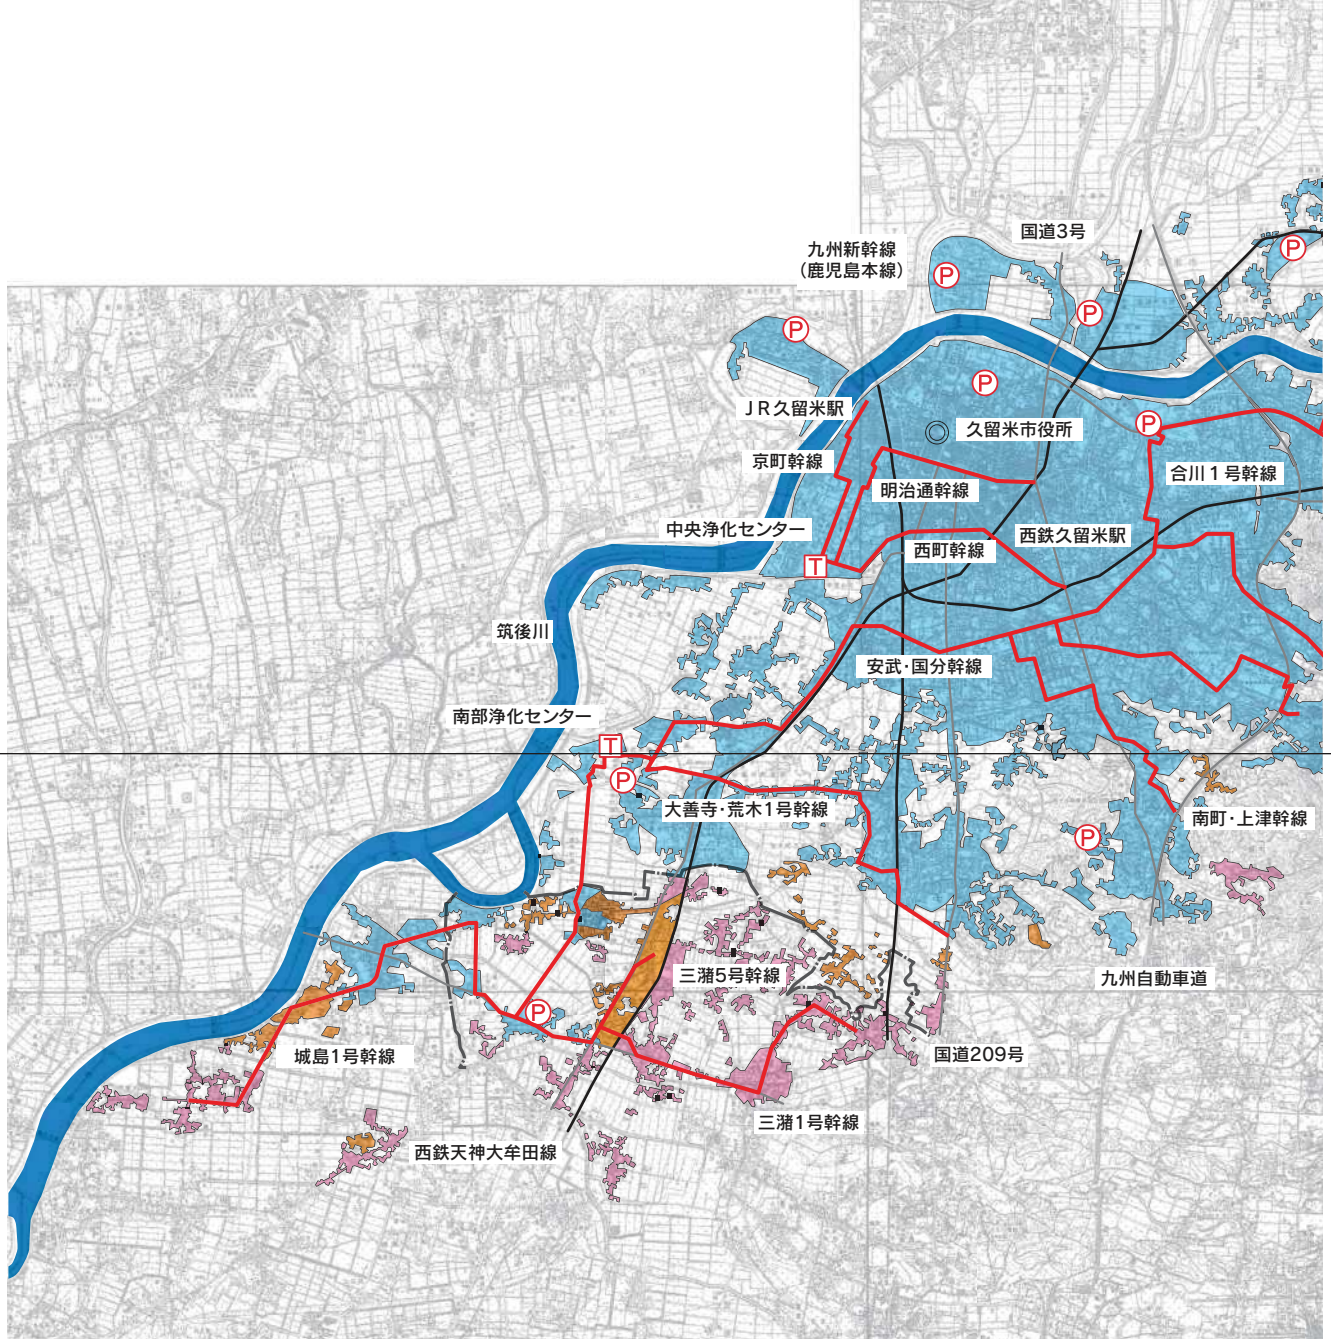 国道3号
九州新幹線
（鹿児島本線）
P
P
P
P
P
JR久留米駅
P
久留米市役所
京町幹線
合川1号幹線
明治通幹線
中央浄化センター
西鉄久留米駅
西町幹線
T
筑後川
安武・国分幹線
南部浄化センター
T
P
大善寺・荒木1号幹線
南町・上津幹線
P
三潴5号幹線
九州自動車道
P
城島1号幹線
国道209号
三潴1号幹線
西鉄天神大牟田線